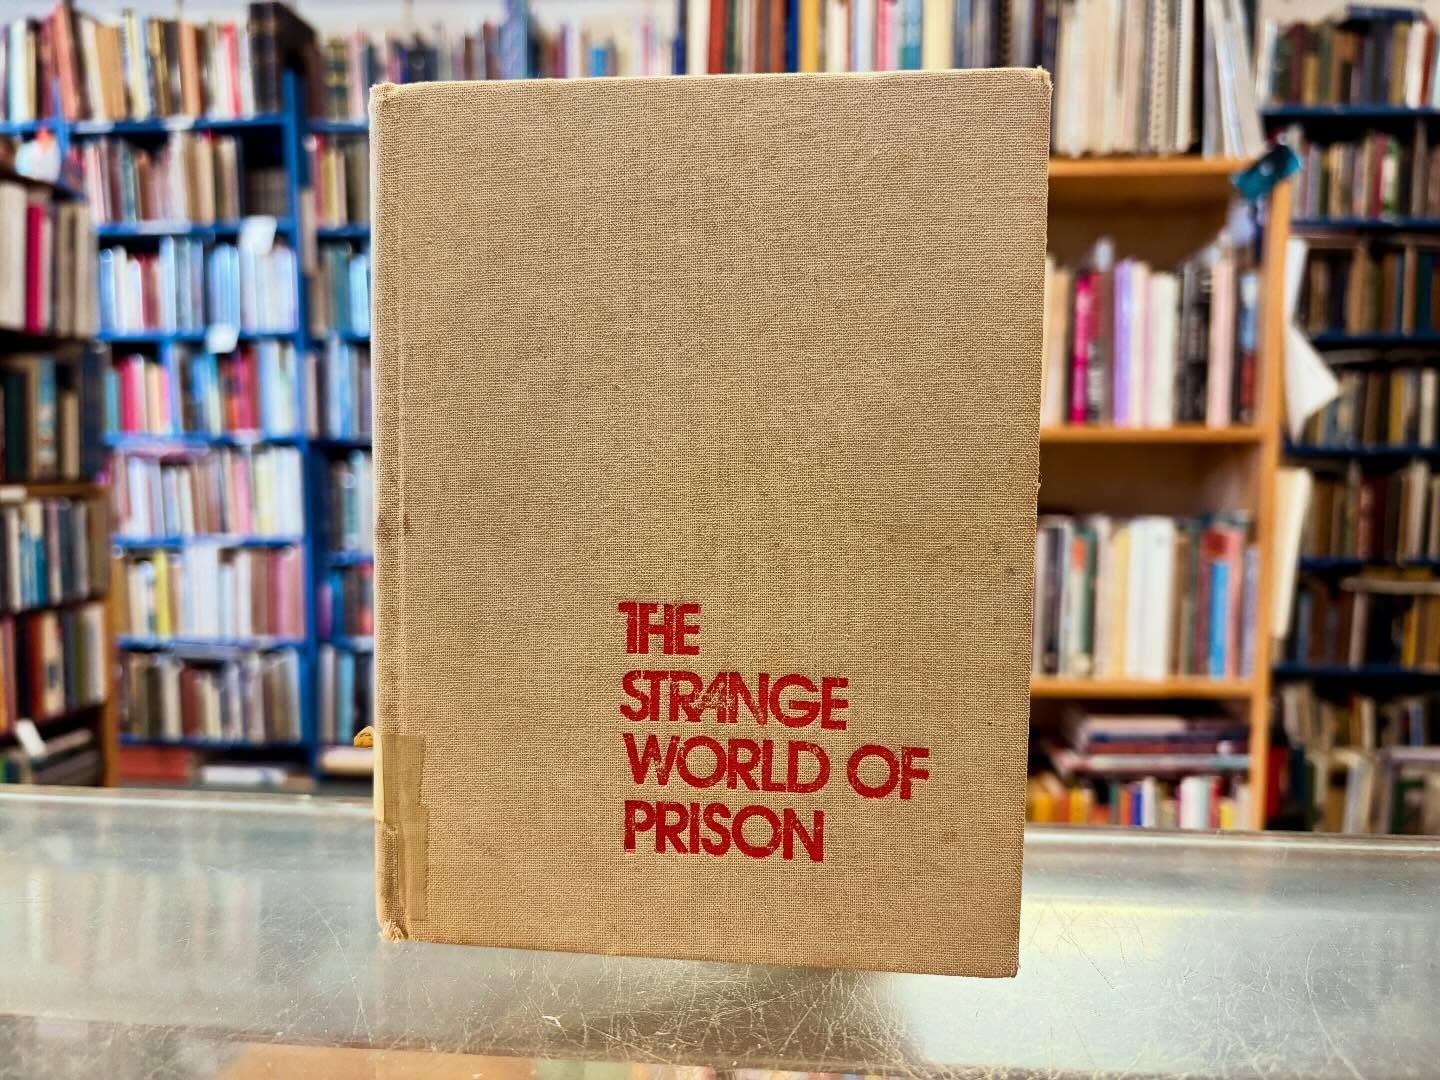 THE
STRANGE
WORLD OF
PRISON